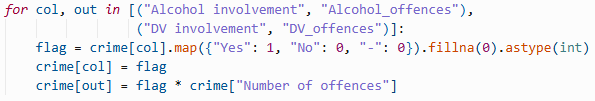 for col, out in [("Alcohol involvement", "Alcohol_offences"),
                 ("DV involvement", "DV_offences")]:
    flag = crime[col].map({"Yes": 1, "No": 0, "-": 0}).fillna(0).astype(int)
    crime[col] = flag
    crime[out] = flag * crime["Number of offences"]